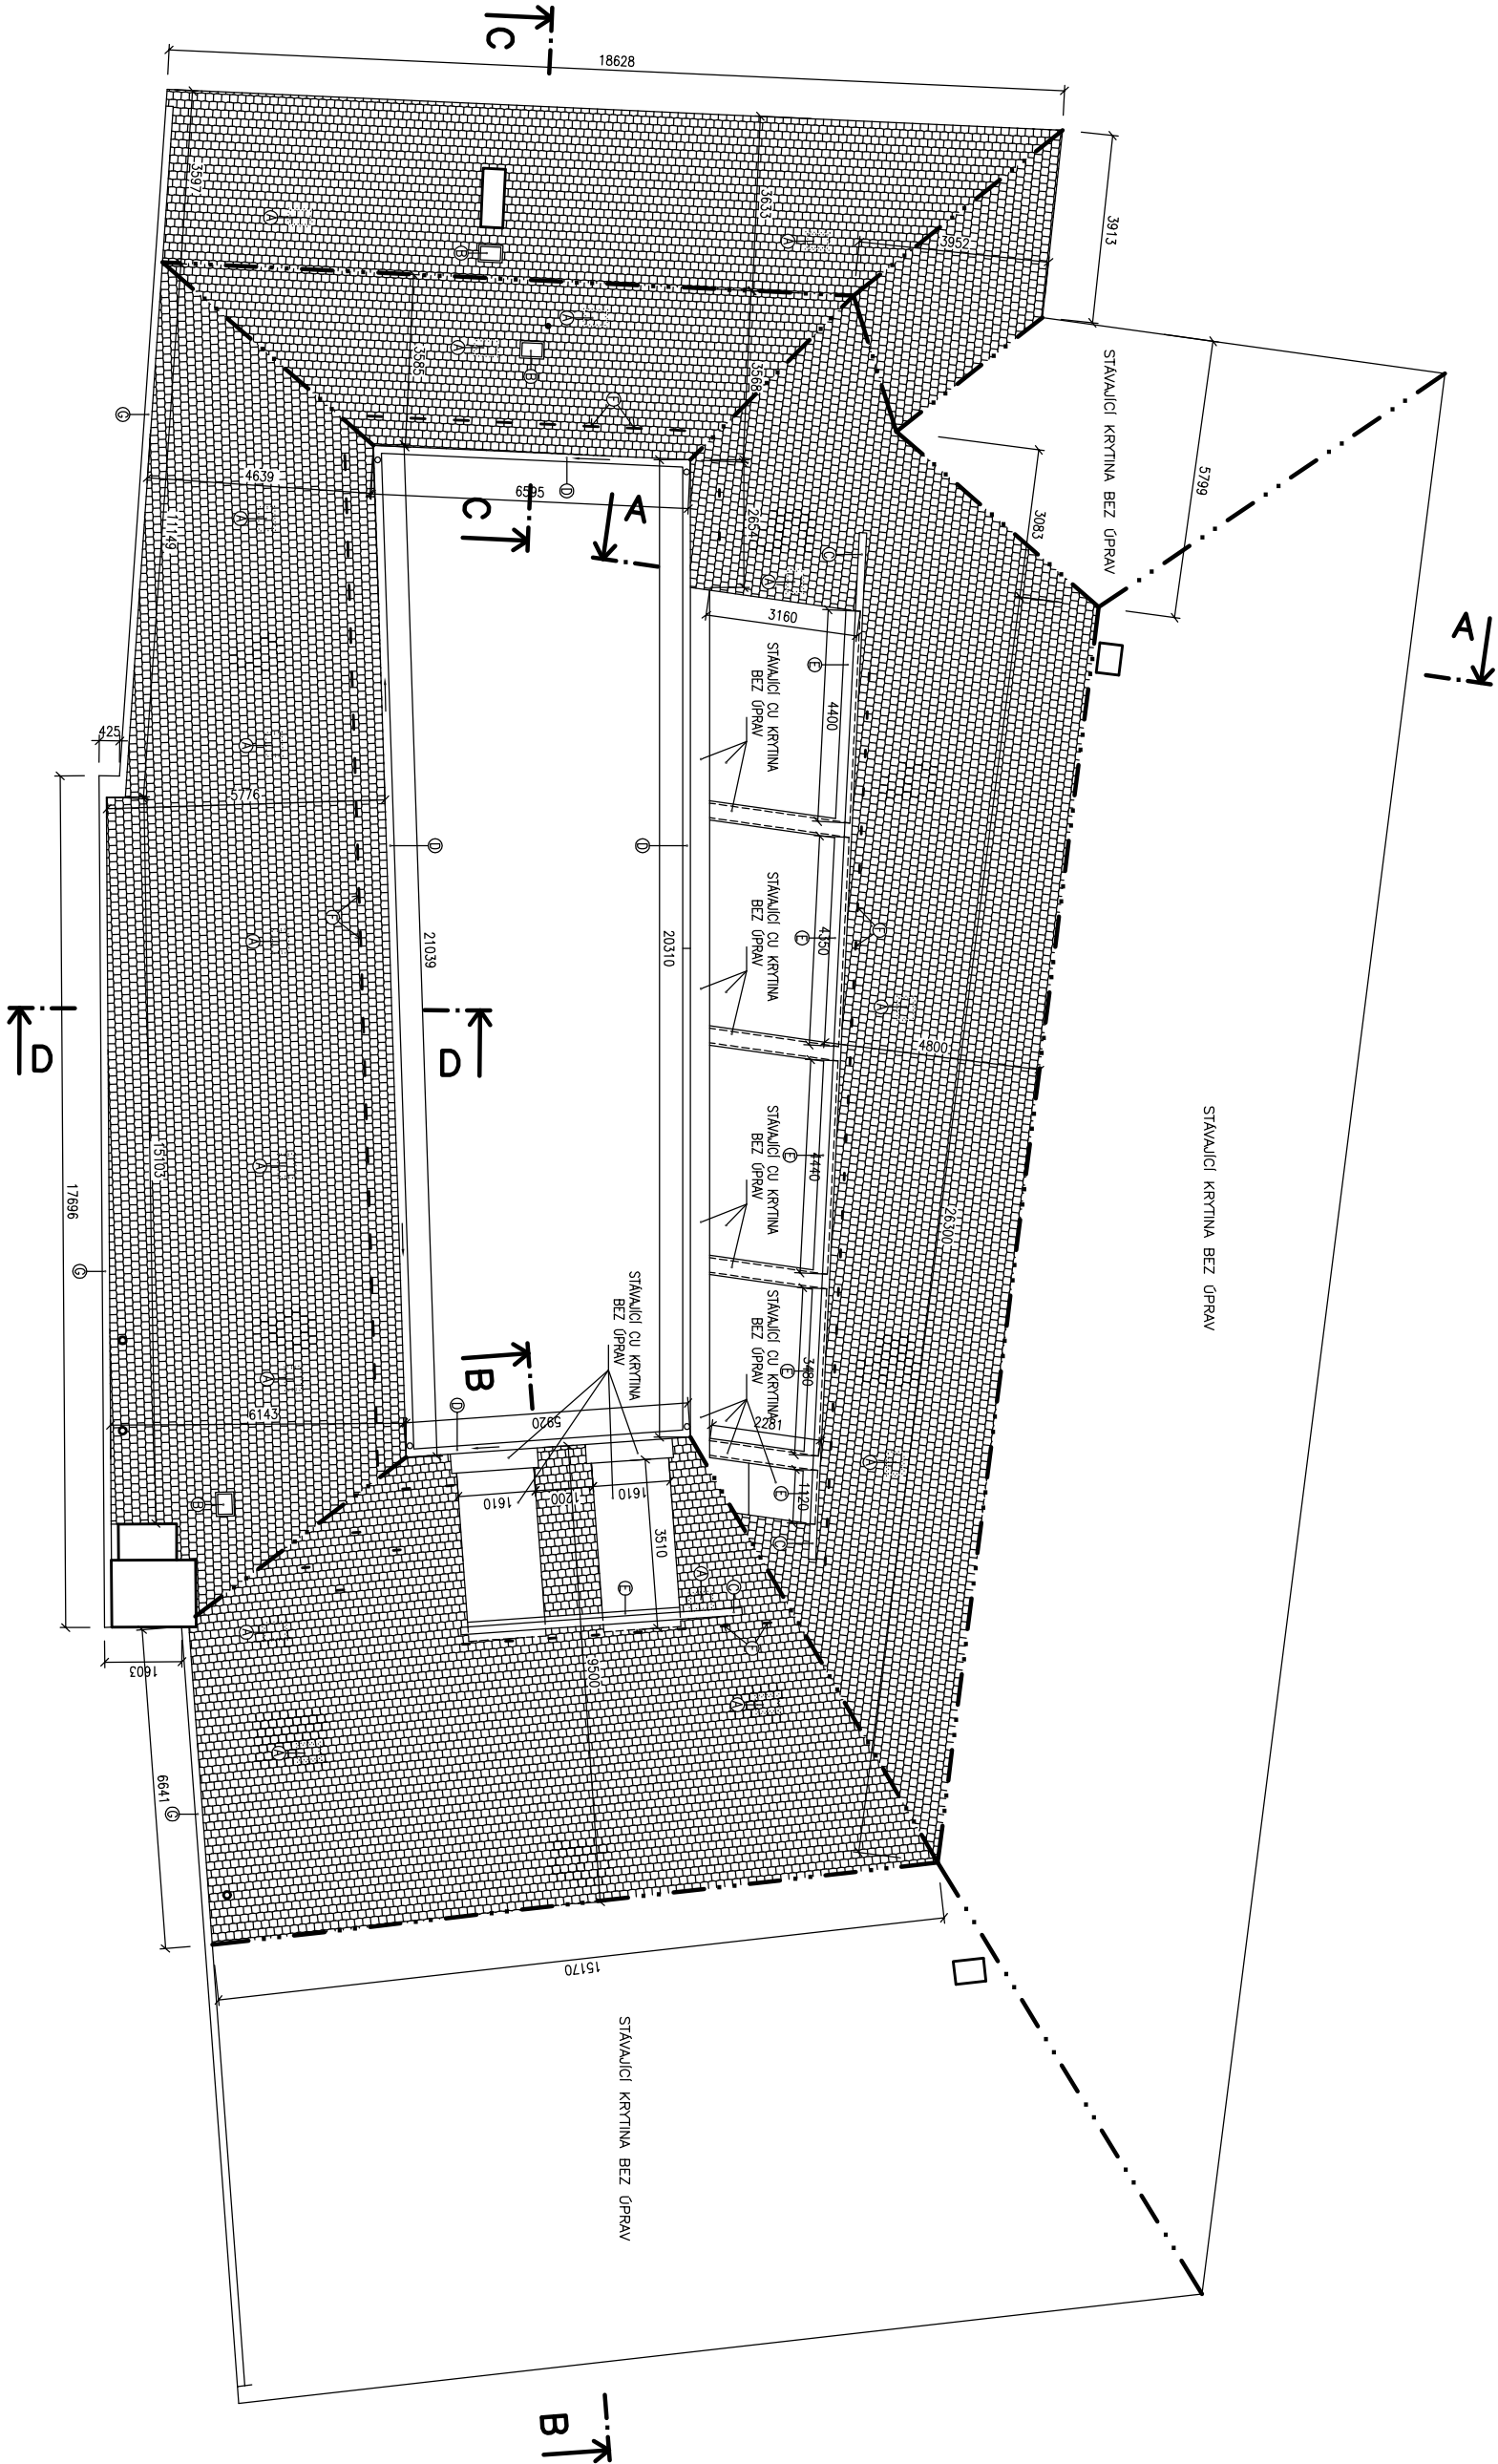 C
18628
3597
3633
3913
A
B
A
3952
A
A
B
3585
3568
F
STÁVAJÍCÍ KRYTINA BEZ ÚPRAV
5799
3083
G
4639
11149
A
6595
D
C
A
2654
C
A
3160
A
E
STÁVAJÍCÍ CU KRYTINA
BEZ ÚPRAV
4400
425
A
5776
D
D
F
A
21039
20310
STÁVAJÍCÍ CU KRYTINA
BEZ ÚPRAV
4350
E
F
A
4800
D
D
STÁVAJÍCÍ CU KRYTINA
BEZ ÚPRAV
4440
E
STÁVAJÍCÍ KRYTINA BEZ ÚPRAV
15103
17696
A
26300
G
STÁVAJÍCÍ CU KRYTINA
BEZ ÚPRAV
STÁVAJÍCÍ CU KRYTINA
BEZ ÚPRAV
3480
E
A
B
D
6143
5920
2281
A
B
1610
1200
1610
1120
E
3510
C
A
C
E
A
F
1603
9500
A
A
6641
G
15170
STÁVAJÍCÍ KRYTINA BEZ ÚPRAV
B